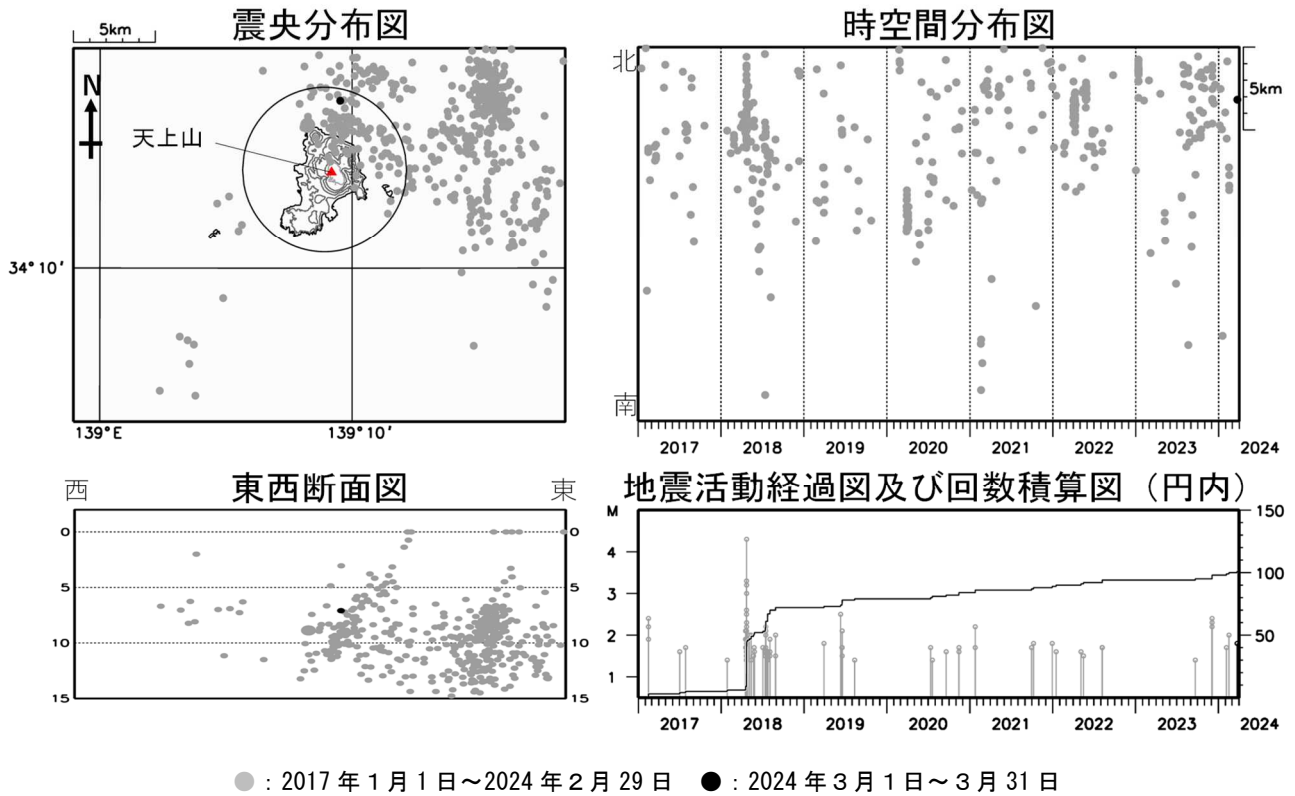 震央分布図
5km
N
天上山
34°10′
139°E
139°10′
時空間分布図
北
5km
南
2017 2018 2019 2020 2021 2022 2023 2024
東西断面図
西
東
0
5
10
15
0
5
10
15
地震活動経過図及び回数積算図（円内）
M
4
3
2
1
150
100
50
2017 2018 2019 2020 2021 2022 2023 2024
：2017年１月１日～2024年２月29日 ：2024年３月１日～３月31日